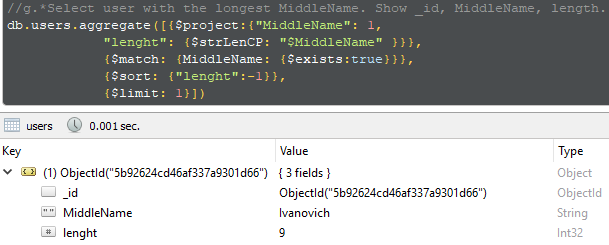 //g.*Select user with the longest MiddleName. Show _id, MiddleName, length.
db.users.aggregate([{$project:{"MiddleName": 1,
"lenght": {$strLenCP: "$MiddleName" }}},
{$match: {MiddleName: {$exists:true}}},
{$sort: {"lenght":-1}},
{$limit: 1}])
users 0.001 sec.
Key Value Type
(1) ObjectId("5b92624cd46af337a9301d66") { 3 fields } Object
_id ObjectId("5b92624cd46af337a9301d66") ObjectId
" " MiddleName Ivanovich String
# lenght 9 Int32